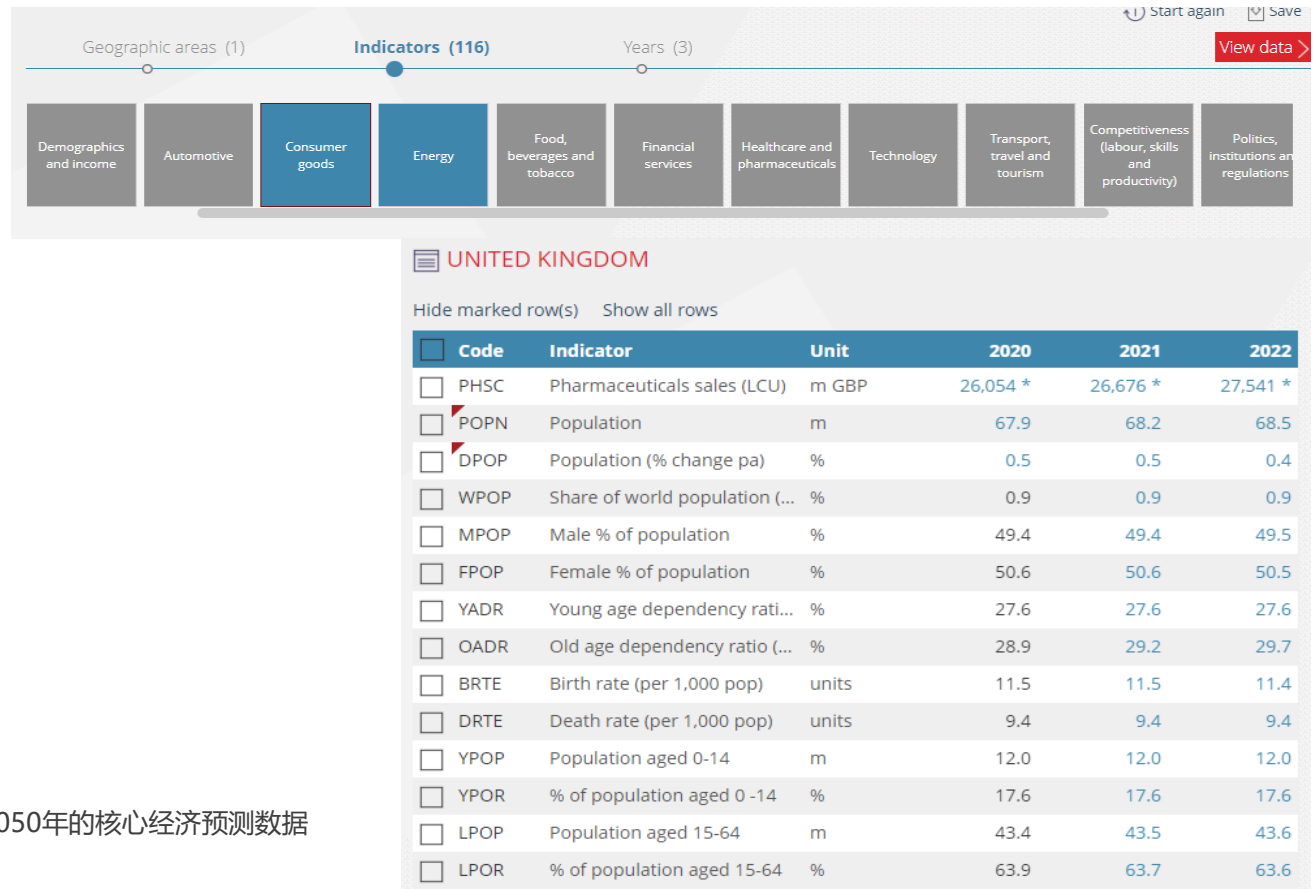 Start again Save
Geographic areas (1) Indicators (116) Years (3)
View data
Demographics and income
Automotive
Consumer goods
Energy
Food, beverages and tobacco
Financial services
Healthcare and pharmaceuticals
Technology
Transport, travel and tourism
Competitiveness (labour, skills and productivity)
Politics, institutions an regulations
UNITED KINGDOM
Hide marked row(s) Show all rows
Code Indicator Unit 2020 2021 2022
PHSC Pharmaceuticals sales (LCU) m GBP 26,054 * 26,676 * 27,541 *
POPN Population m 67.9 68.2 68.5
DPOP Population (% change pa) % 0.5 0.5 0.4
WPOP Share of world population (... % 0.9 0.9 0.9
MPOP Male % of population % 49.4 49.4 49.5
FPOP Female % of population % 50.6 50.6 50.5
YADR Young age dependency rati... % 27.6 27.6 27.6
OADR Old age dependency ratio (... % 28.9 29.2 29.7
BRTE Birth rate (per 1,000 pop) units 11.5 11.5 11.4
DRTE Death rate (per 1,000 pop) units 9.4 9.4 9.4
YPOP Population aged 0-14 m 12.0 12.0 12.0
YPOR % of population aged 0 -14 % 17.6 17.6 17.6
050年的核心经济预测数据
LPOP Population aged 15-64 m 43.4 43.5 43.6
LPOR % of population aged 15-64 % 63.9 63.7 63.6